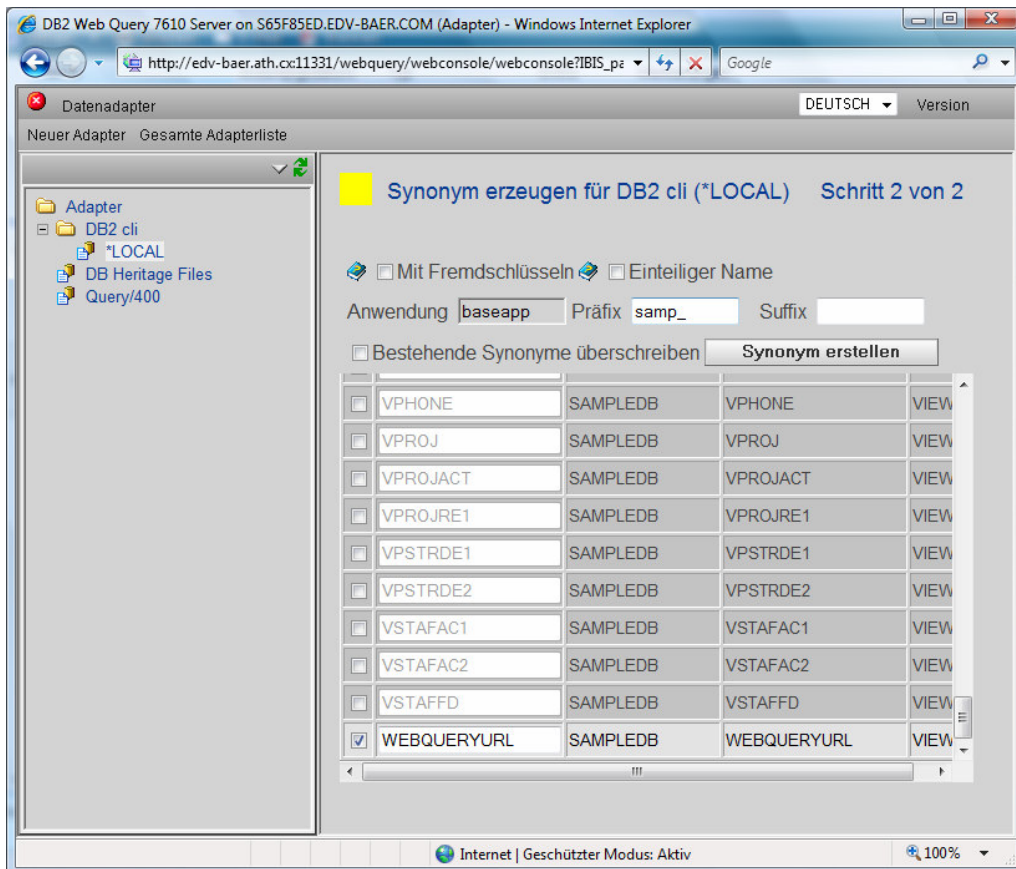 DB2 Web Query 7610 Server on S65F85ED.EDV-BAER.COM (Adapter) - Windows Internet Explorer
http://edv-baer.ath.cx:11331/webquery/webconsole/webconsole?IBIS_pa Google
Datenadapter DEUTSCH Version
Neuer Adapter Gesamte Adapterliste
Adapter
DB2 cli
*LOCAL
DB Heritage Files
Query/400
Synonym erzeugen für DB2 cli (*LOCAL) Schritt 2 von 2
Mit Fremdschlüsseln Einteiliger Name
Anwendung baseapp Präfix samp_ Suffix
Bestehende Synonyme überschreiben Synonym erstellen
VPHONE SAMPLEDB VPHONE VIEW
VPROJ SAMPLEDB VPROJ VIEW
VPROJACT SAMPLEDB VPROJACT VIEW
VPROJRE1 SAMPLEDB VPROJRE1 VIEW
VPSTRDE1 SAMPLEDB VPSTRDE1 VIEW
VPSTRDE2 SAMPLEDB VPSTRDE2 VIEW
VSTAFAC1 SAMPLEDB VSTAFAC1 VIEW
VSTAFAC2 SAMPLEDB VSTAFAC2 VIEW
VSTAFFD SAMPLEDB VSTAFFD VIEW
WEBQUERYURL SAMPLEDB WEBQUERYURL VIEW
Internet | Geschützter Modus: Aktiv 100%